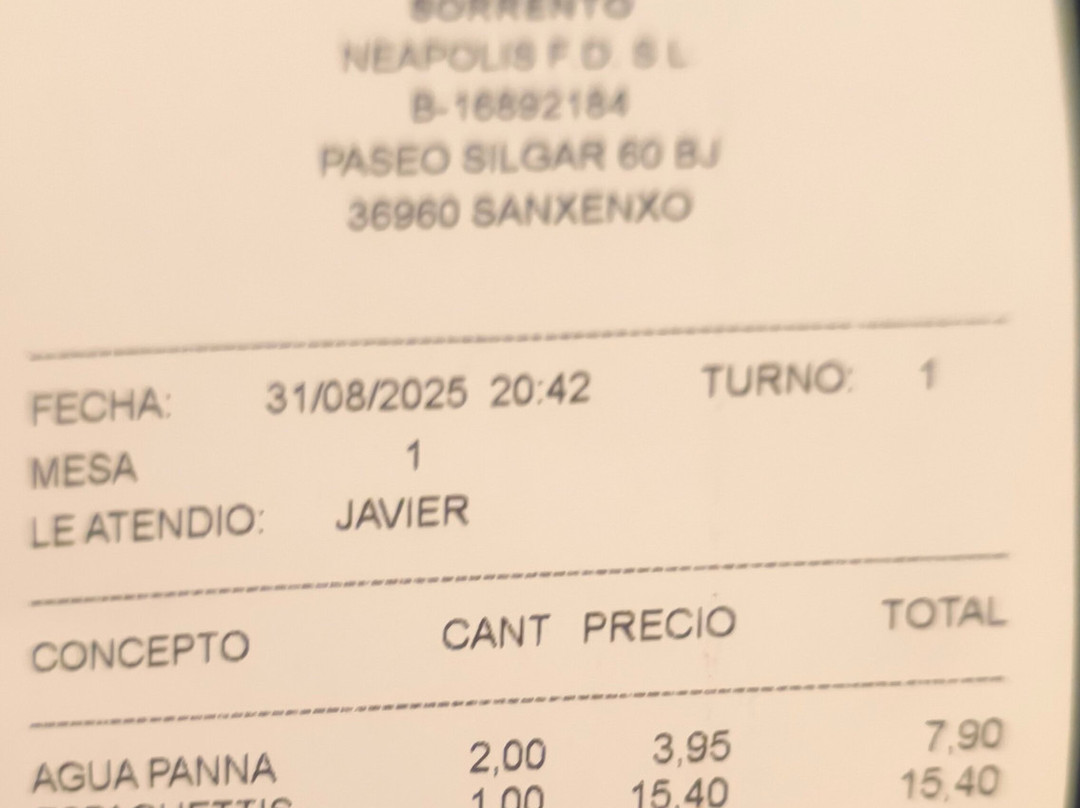 SORRENTO
NEAPOLIS F.D. S.L.
B-16892184
PASEO SILGAR 60 BJ
36960 SANXENXO
FECHA: 31/08/2025 20:42 TURNO: 1
MESA 1
LE ATENDIO: JAVIER
CONCEPTO CANT PRECIO TOTAL
AGUA PANNA 2,00 3,95 7,90
ESPAGUETTIS 1,00 15,40 15,40